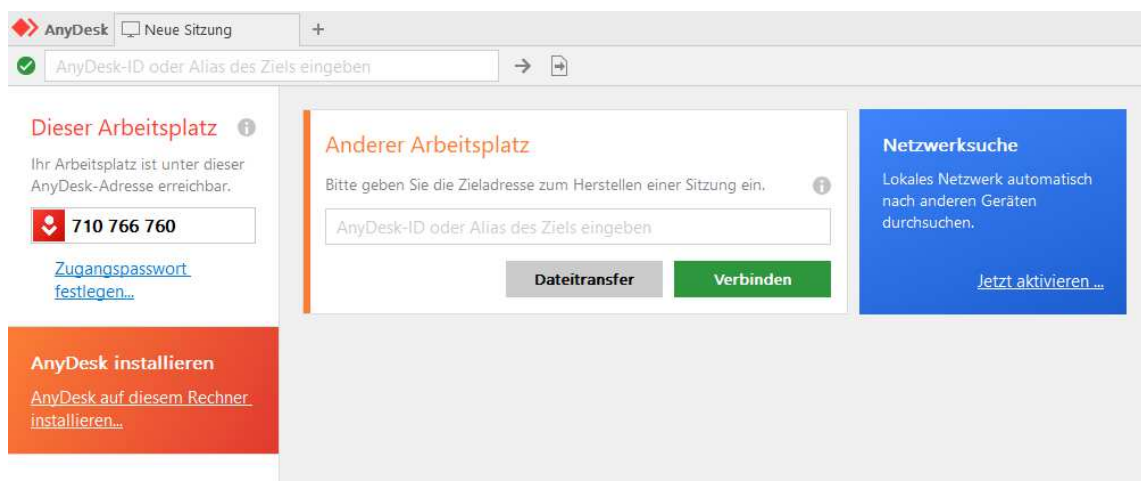 AnyDesk Neue Sitzung +
AnyDesk-ID oder Alias des Ziels eingeben
Dieser Arbeitsplatz
Ihr Arbeitsplatz ist unter dieser
AnyDesk-Adresse erreichbar.
710 766 760
Zugangspasswort
festlegen...
AnyDesk installieren
AnyDesk auf diesem Rechner
installieren...
Anderer Arbeitsplatz
Bitte geben Sie die Zieladresse zum Herstellen einer Sitzung ein.
AnyDesk-ID oder Alias des Ziels eingeben
Dateitransfer Verbinden
Netzwerksuche
Lokales Netzwerk automatisch
nach anderen Geräten
durchsuchen.
Jetzt aktivieren ...